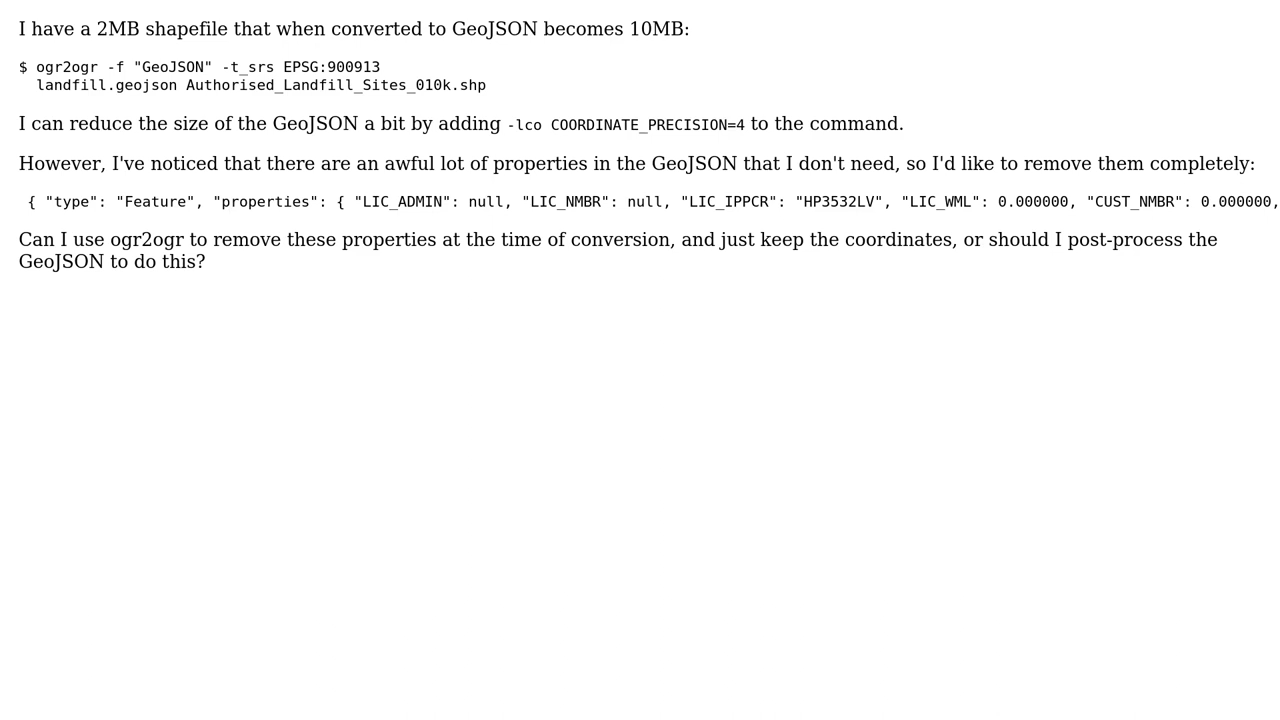 I have a 2MB shapefile that when converted to GeoJSON becomes 10MB:
$ ogr2ogr -f "GeoJSON" -t_srs EPSG:900913
landfill.geojson Authorised_Landfill_Sites_010k.shp
I can reduce the size of the GeoJSON a bit by adding -lco COORDINATE_PRECISION=4 to the command.
However, I've noticed that there are an awful lot of properties in the GeoJSON that I don't need, so I'd like to remove them completely:
{ "type": "Feature", "properties": { "LIC_ADMIN": null, "LIC_NMBR": null, "LIC_IPPCR": "HP3532LV", "LIC_WML": 0.000000, "CUST_NMBR": 0.000000,
Can I use ogr2ogr to remove these properties at the time of conversion, and just keep the coordinates, or should I post-process the
GeoJSON to do this?